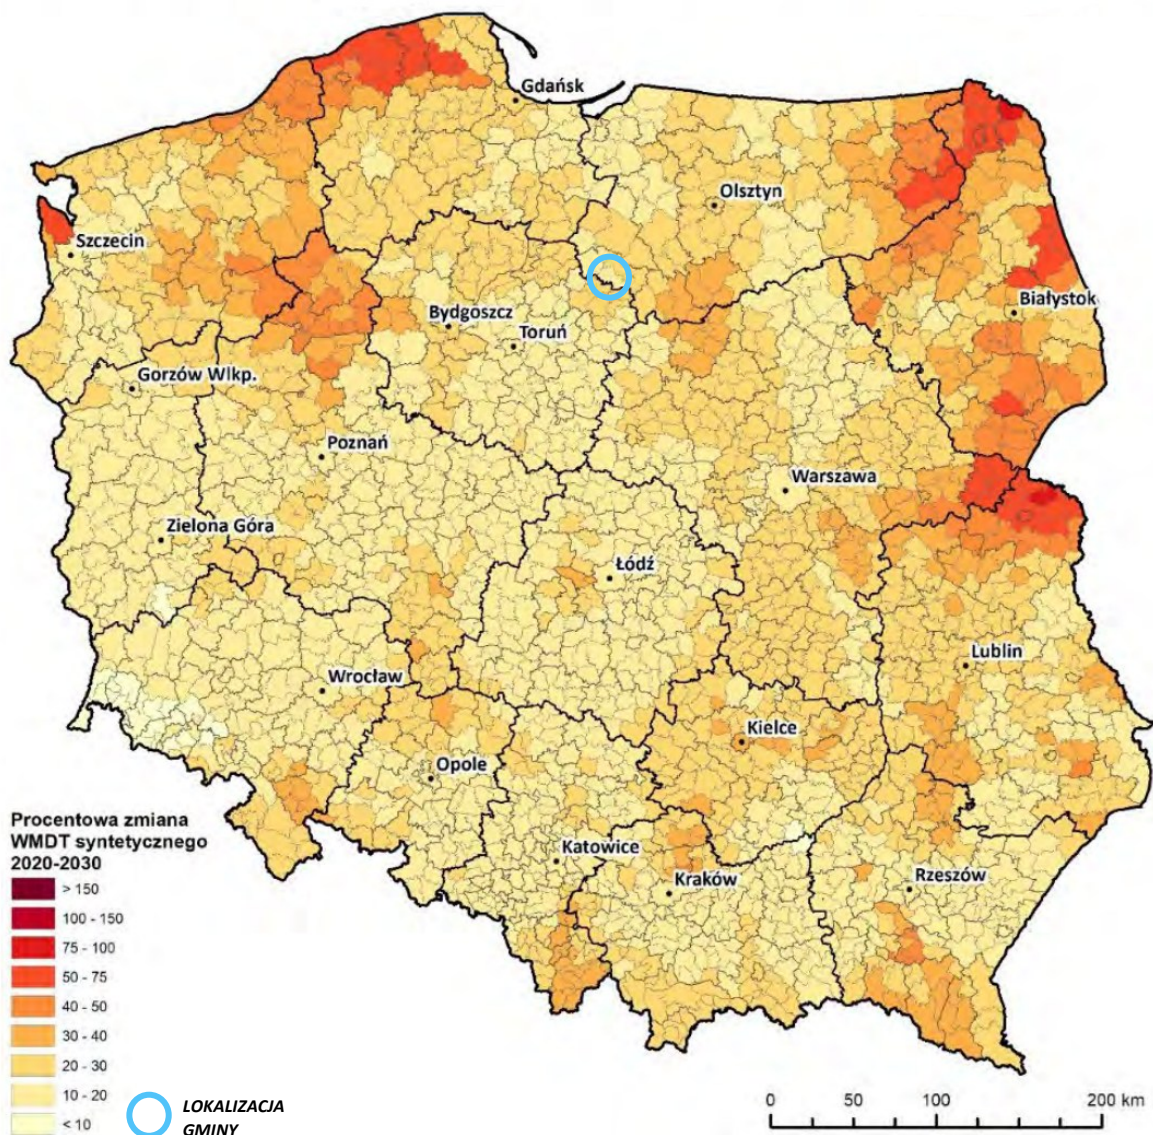 Gdańsk
Olsztyn
Szczecin
Białystok
Bydgoszcz
Toruń
Gorzów Wlkp.
Poznań
Warszawa
Zielona Góra
Łódź
Lublin
Wrocław
Kielce
Opole
Procentowa zmiana
WMDT syntetycznego
2020-2030
Katowice
Kraków
Rzeszów
> 150
100 - 150
75 - 100
50 - 75
40 - 50
30 - 40
20 - 30
10 - 20
< 10
LOKALIZACJA
GMINY
0 50 100 200 km